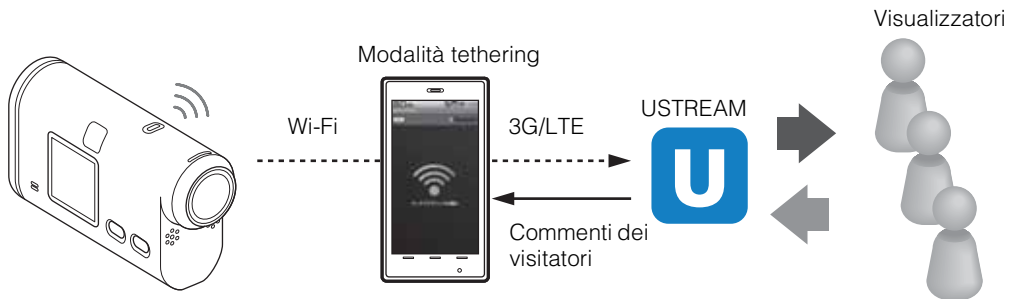 Visualizzatori
Modalità tethering
Wi-Fi
3G/LTE
USTREAM
U
Commenti dei
visitatori